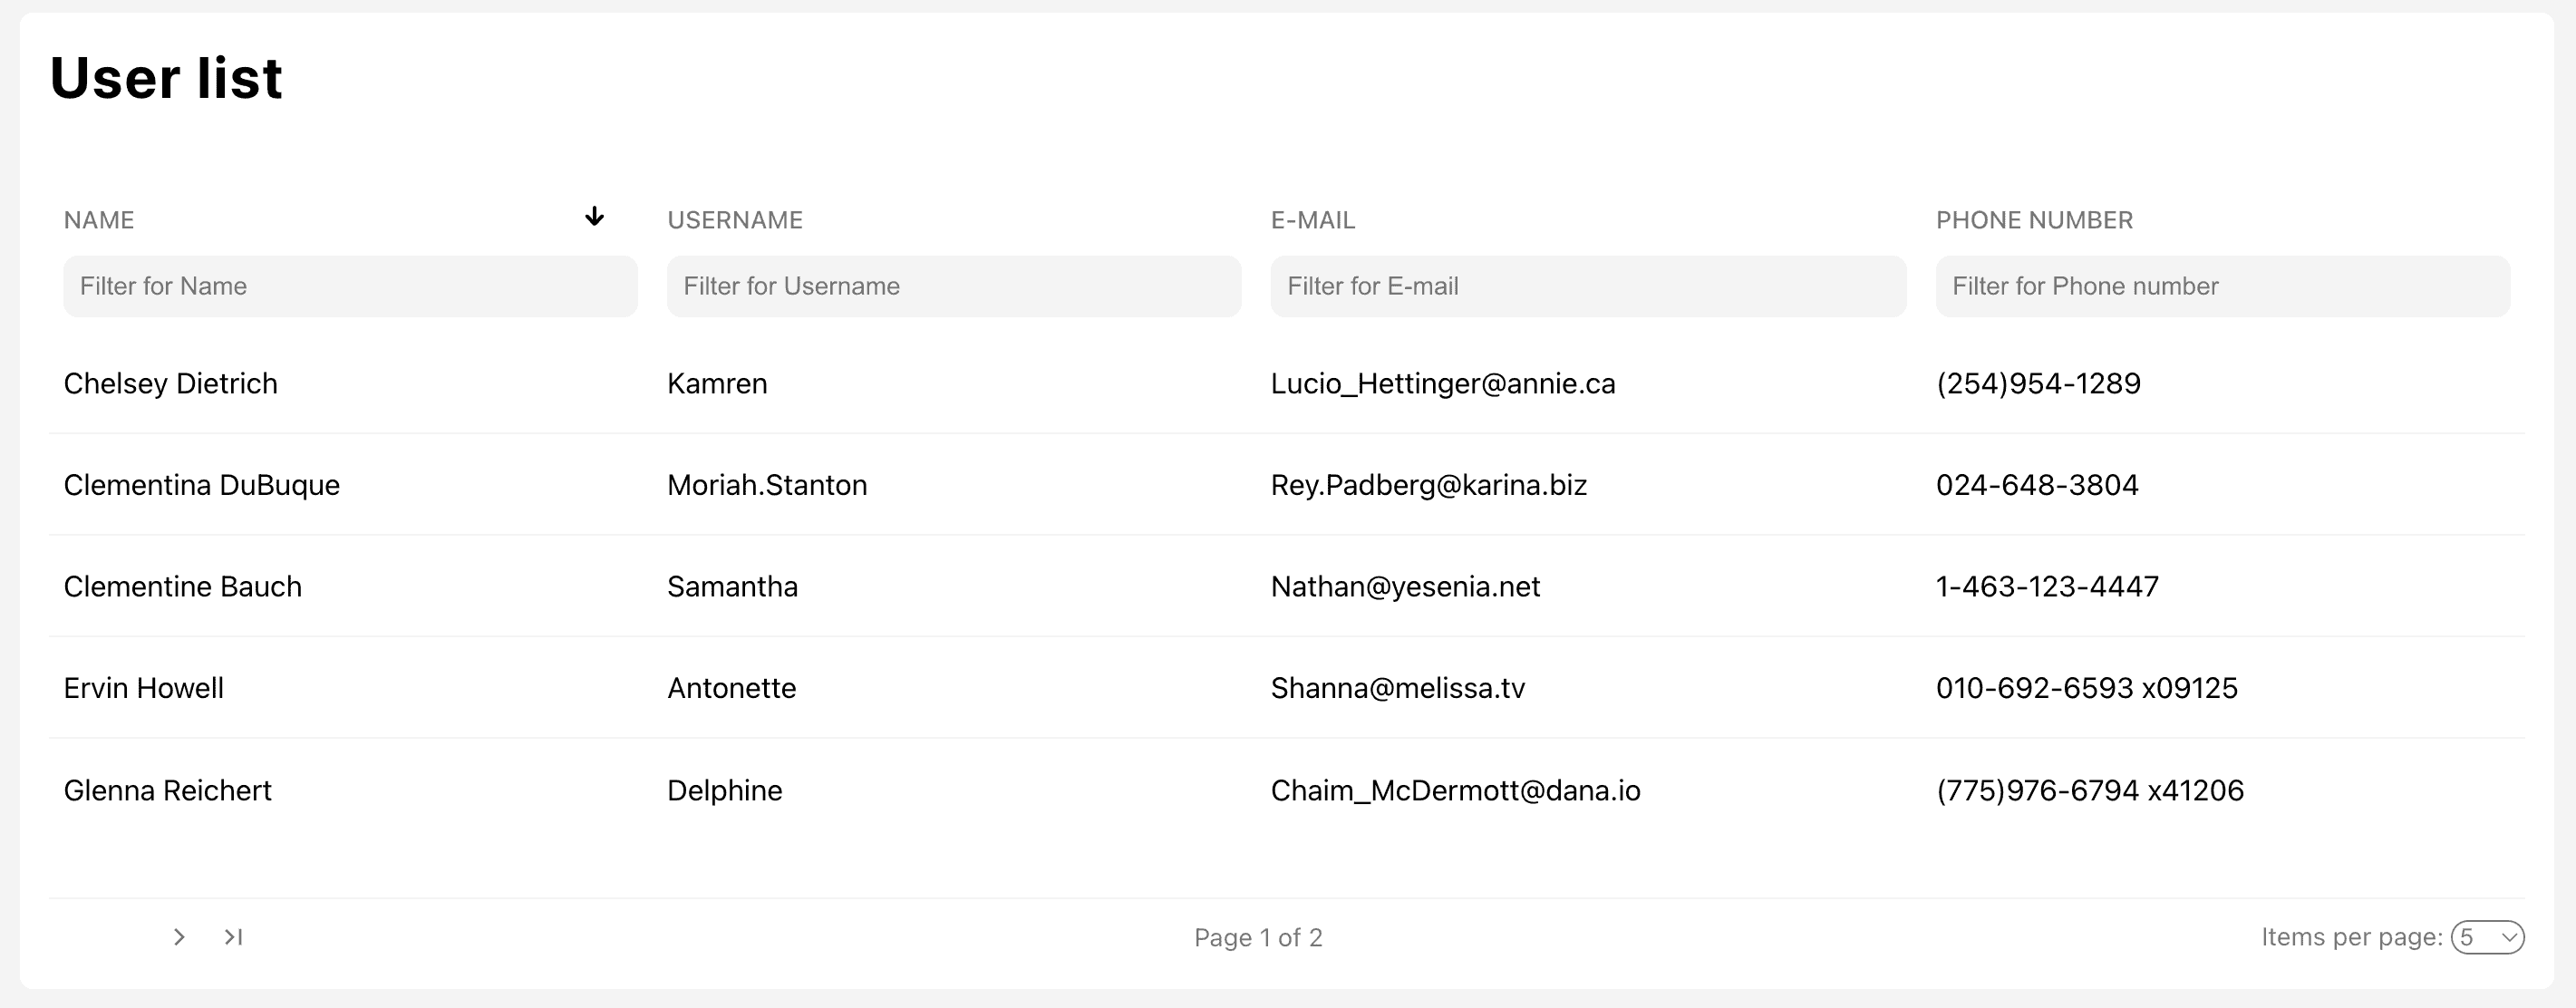 User list
NAME USERNAME E-MAIL PHONE NUMBER
Filter for Name Filter for Username Filter for E-mail Filter for Phone number
Chelsey Dietrich Kamren Lucio_Hettinger@annie.ca (254)954-1289
Clementina DuBuque Moriah.Stanton Rey.Padberg@karina.biz 024-648-3804
Clementine Bauch Samantha Nathan@yesenia.net 1-463-123-4447
Ervin Howell Antonette Shanna@melissa.tv 010-692-6593 x09125
Glenna Reichert Delphine Chaim_McDermott@dana.io (775)976-6794 x41206
Page 1 of 2 Items per page: 5